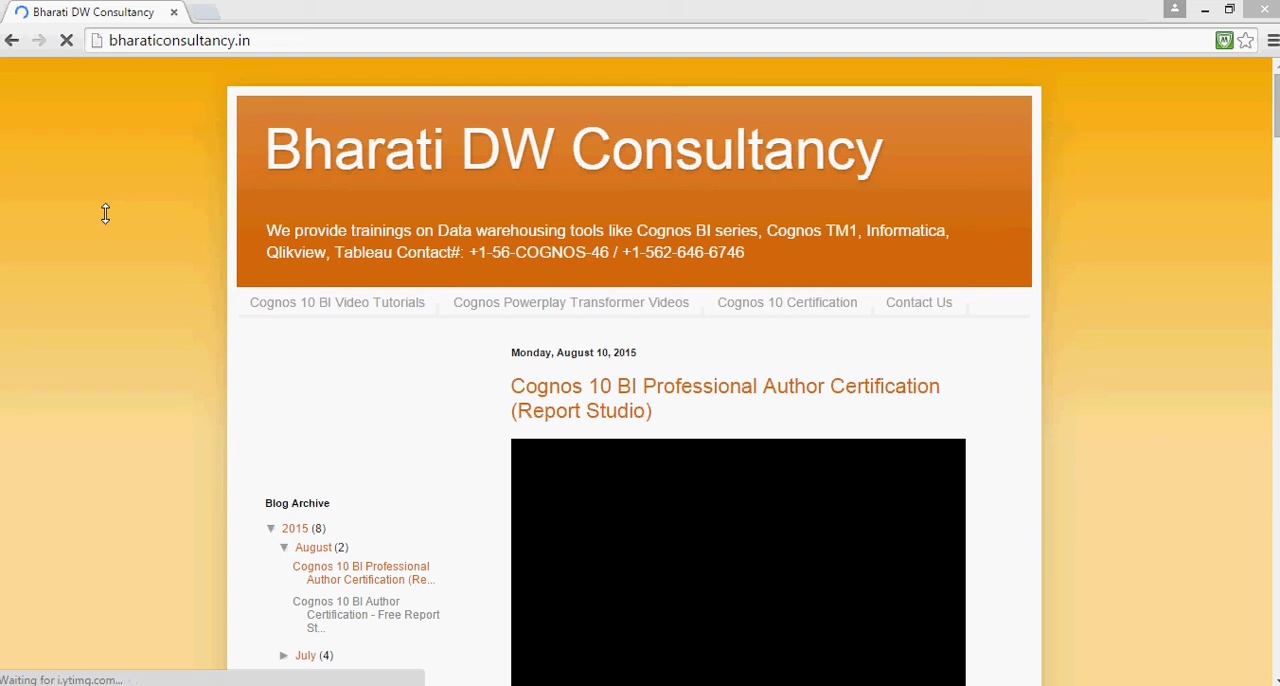 Bharati DW Consultancy
bharaticonsultancy.in
Bharati DW Consultancy
We provide trainings on Data warehousing tools like Cognos BI series, Cognos TM1, Informatica,
Qlikview, Tableau Contact#: +1-56-COGNOS-46 / +1-562-646-6746
Cognos 10 BI Video Tutorials Cognos Powerplay Transformer Videos Cognos 10 Certification Contact Us
Monday, August 10, 2015
Cognos 10 BI Professional Author Certification
(Report Studio)
Blog Archive
▼ 2015 (8)
▼ August (2)
Cognos 10 BI Professional
Author Certification (Re...
Cognos 10 BI Author
Certification - Free Report
St...
► July (4)
Waiting for i.ytimg.com...